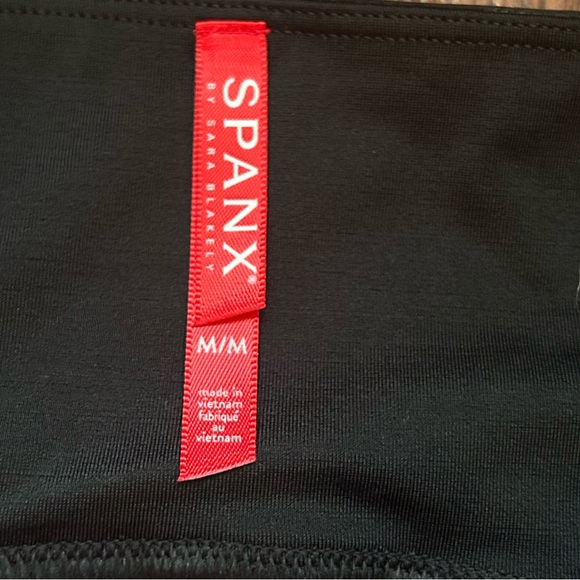 SPANX®
BY SARA BLAKELY
M/M
made in
vietnam
fabriqué
au
vietnam